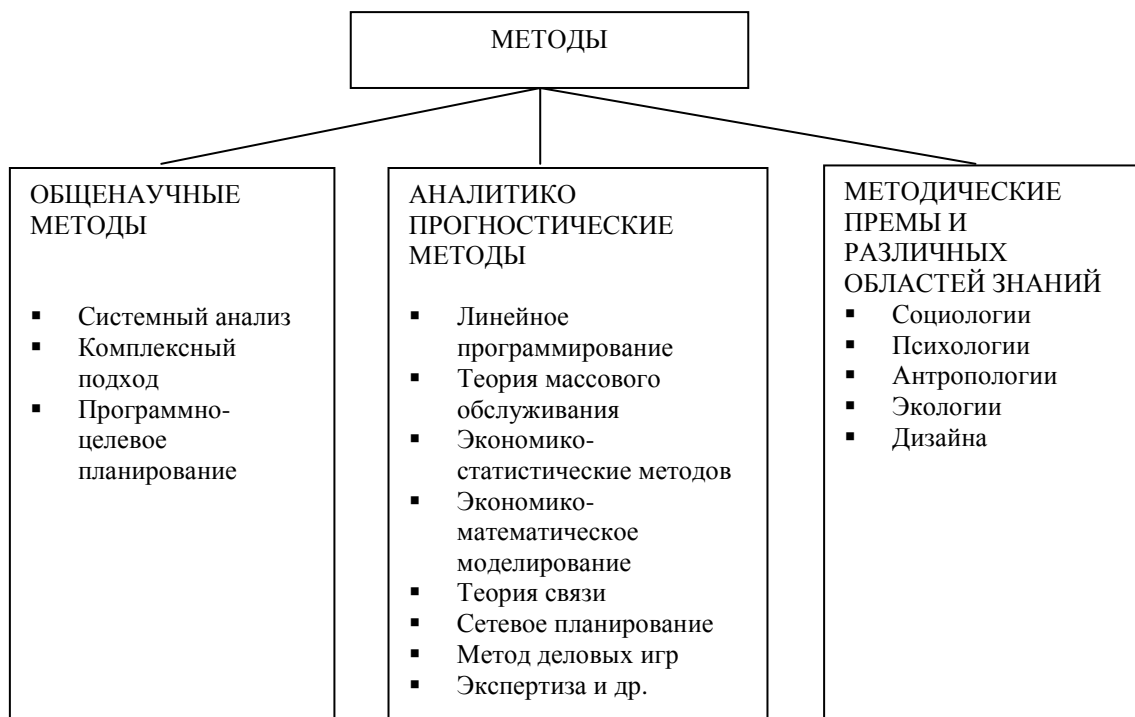 МЕТОДЫ
ОБЩЕНАУЧНЫЕ
МЕТОДЫ
▪ Системный анализ
▪ Комплексный
подход
▪ Программно-
целевое
планирование
АНАЛИТИКО
ПРОГНОСТИЧЕСКИЕ
МЕТОДЫ
▪ Линейное
программирование
▪ Теория массового
обслуживания
▪ Экономико-
статистические методов
▪ Экономико-
математическое
моделирование
▪ Теория связи
▪ Сетевое планирование
▪ Метод деловых игр
▪ Экспертиза и др.
МЕТОДИЧЕСКИЕ
ПРЕМЫ И
РАЗЛИЧНЫХ
ОБЛАСТЕЙ ЗНАНИЙ
▪ Социологии
▪ Психологии
▪ Антропологии
▪ Экологии
▪ Дизайна